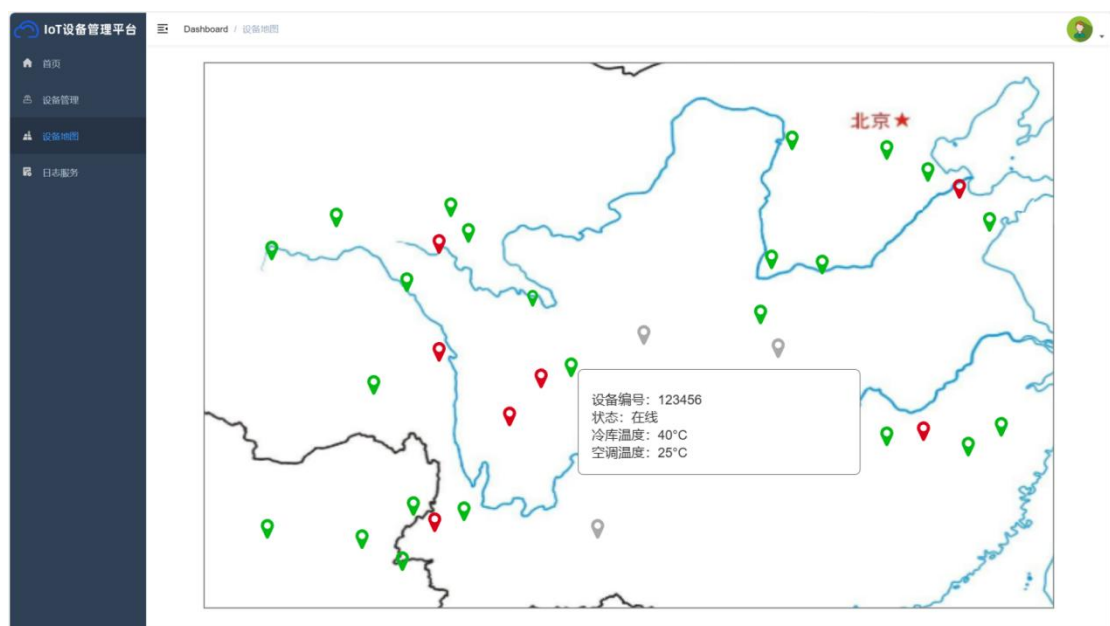 IoT设备管理平台
Dashboard / 设备地图
首页
设备管理
设备地图
日志服务
北京★
设备编号：123456
状态：在线
冷库温度：40°C
空调温度：25°C